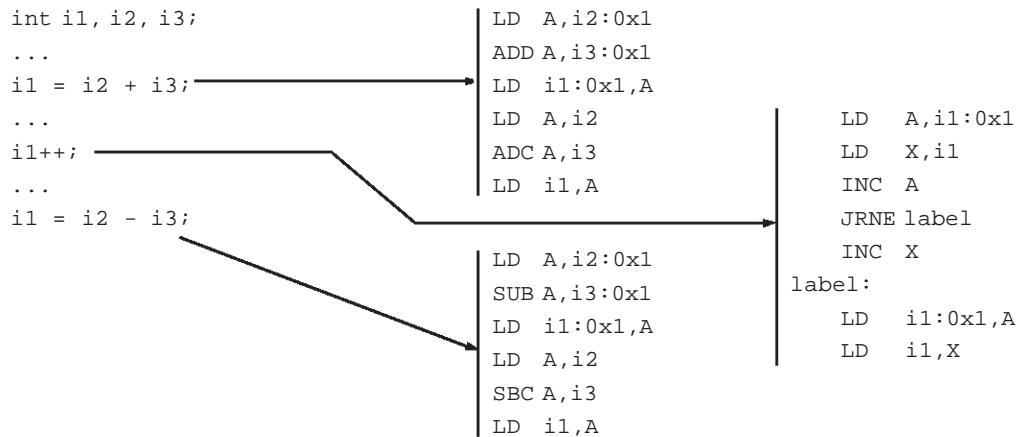 int i1, i2, i3;
...
i1 = i2 + i3;
...
i1++;
...
i1 = i2 - i3;
LD A,i2:0x1
ADD A,i3:0x1
LD i1:0x1,A
LD A,i2
ADC A,i3
LD i1,A
LD A,i1:0x1
LD X,i1
INC A
JRNE label
INC X
label:
LD i1:0x1,A
LD i1,X
LD A,i2:0x1
SUB A,i3:0x1
LD i1:0x1,A
LD A,i2
SBC A,i3
LD i1,A